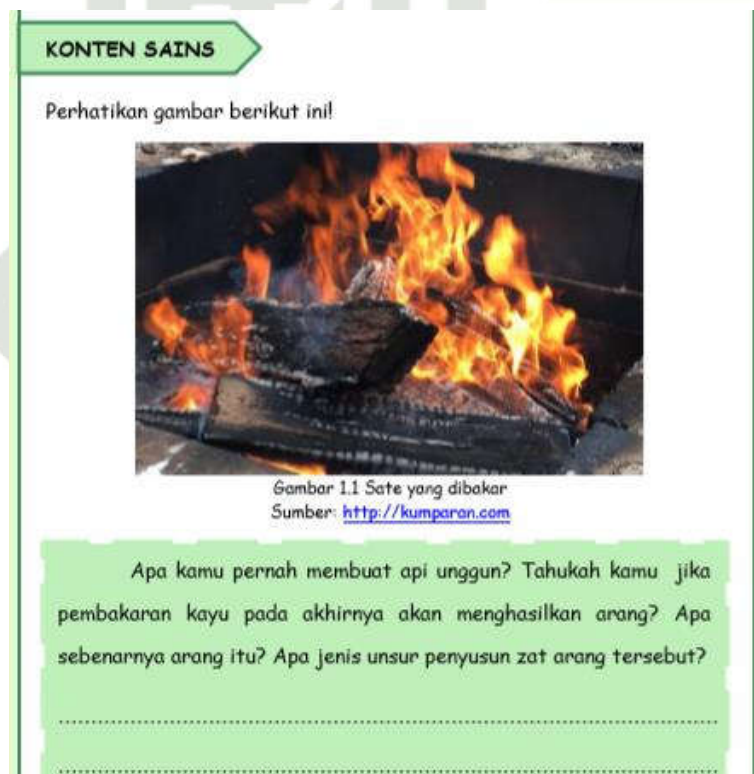 KONTEN SAINS
Perhatikan gambar berikut ini!
Gambar 1.1 Sate yang dibakar
Sumber: http://kumparan.com
Apa kamu pernah membuat api unggun? Tahukah kamu jika
pembakaran kayu pada akhirnya akan menghasilkan arang? Apa
sebenarnya arang itu? Apa jenis unsur penyusun zat arang tersebut?